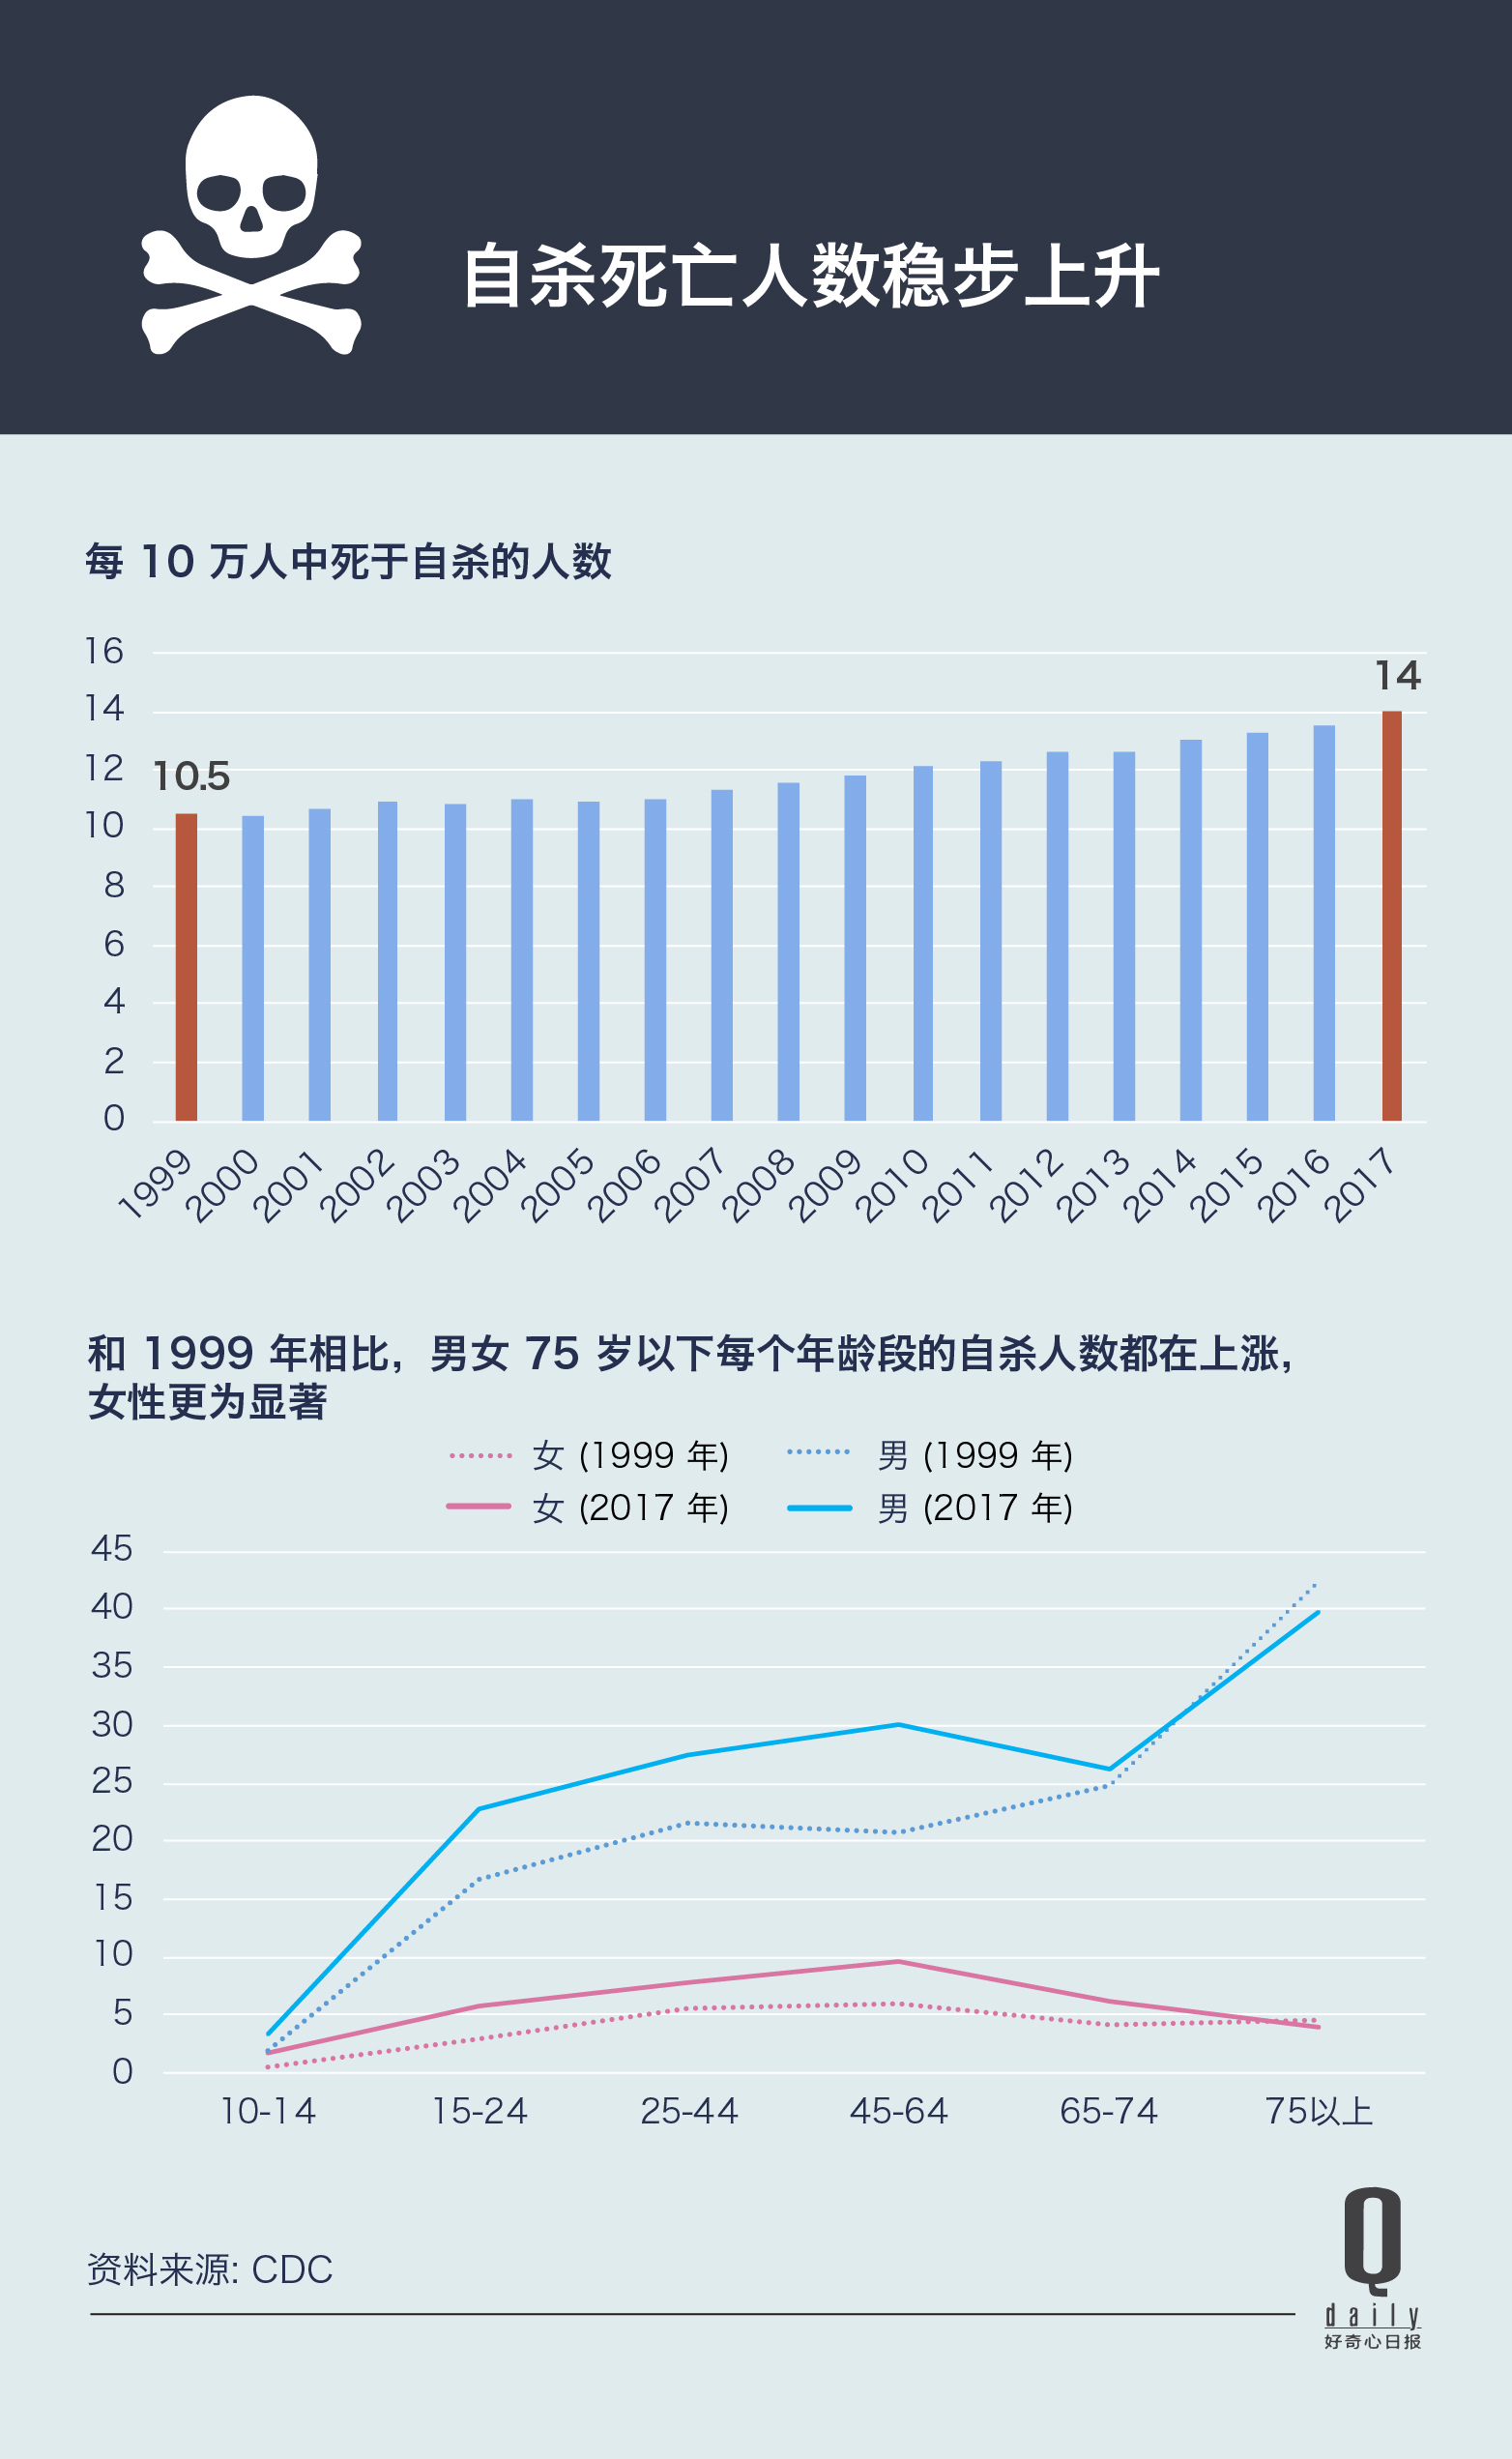 自杀死亡人数稳步上升
每 10 万人中死于自杀的人数
16
14
14
12
10.5
10
8
6
4
2
0
1999 2000 2001 2002 2003 2004 2005 2006 2007 2008 2009 2010 2011 2012 2013 2014 2015 2016 2017
和 1999 年相比，男女 75 岁以下每个年龄段的自杀人数都在上涨，
女性更为显著
女 (1999 年) 男 (1999 年)
女 (2017 年) 男 (2017 年)
45
40
35
30
25
20
15
10
5
0
10-14 15-24 25-44 45-64 65-74 75以上
资料来源: CDC
Q
daily
好奇心日报